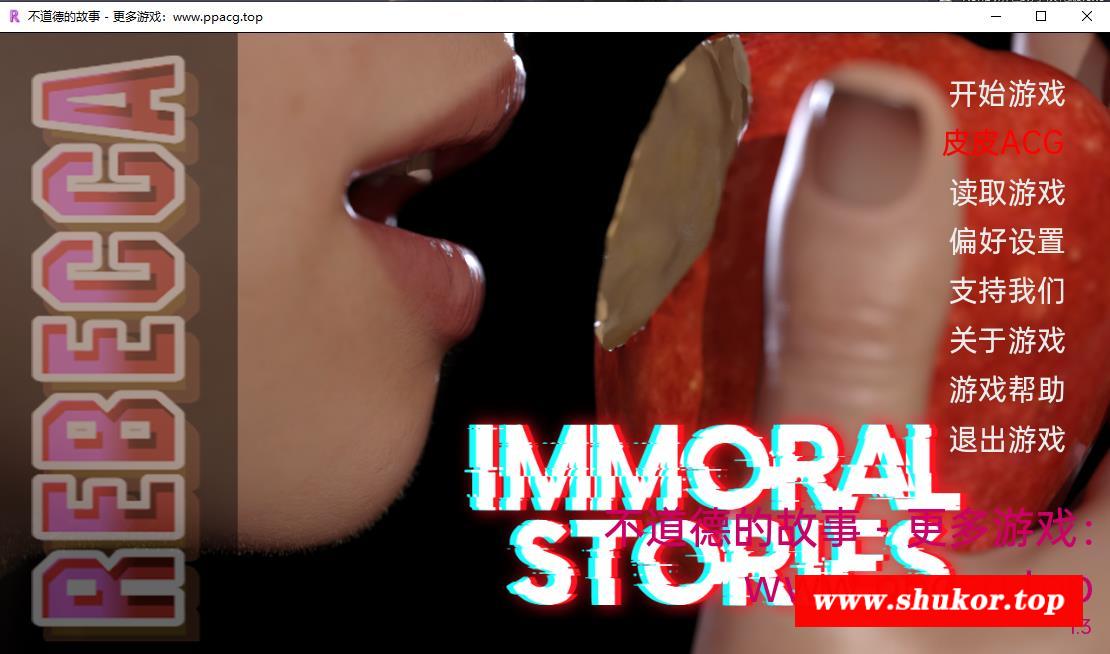 不道德的故事 - 更多游戏：www.ppacg.top
REBECCA
开始游戏
皮皮ACG
读取游戏
偏好设置
支持我们
关于游戏
游戏帮助
退出游戏
IMMORAL
STORIES
不道德的故事 - 更多游戏：
www.shukor.top
1.3